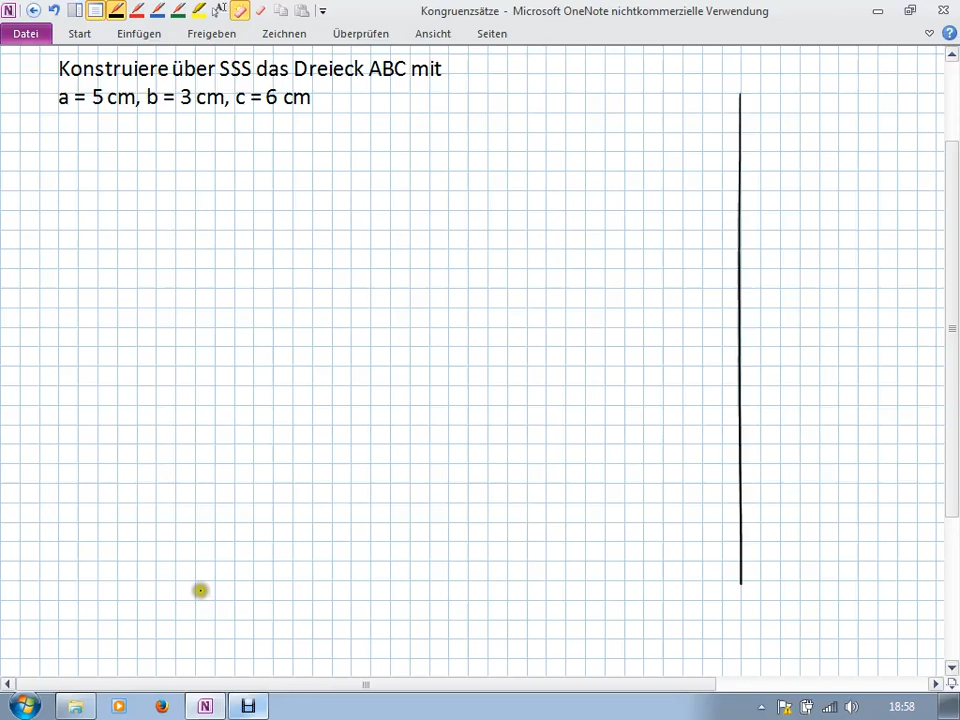 Kongruenzsätze - Microsoft OneNote nichtkommerzielle Verwendung
Datei Start Einfügen Freigeben Zeichnen Überprüfen Ansicht Seiten
Konstruiere über SSS das Dreieck ABC mit
a = 5 cm, b = 3 cm, c = 6 cm
18:58